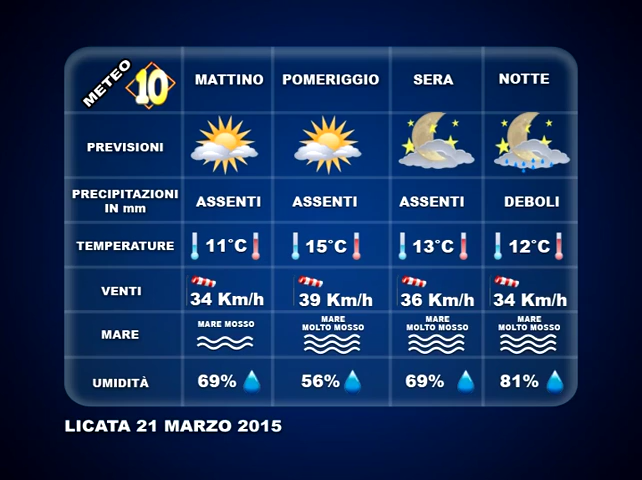 METEO 10 MATTINO POMERIGGIO SERA NOTTE
PREVISIONI
PRECIPITAZIONI
IN mm
ASSENTI ASSENTI ASSENTI DEBOLI
TEMPERATURE 11°C 15°C 13°C 12°C
VENTI 34 Km/h 39 Km/h 36 Km/h 34 Km/h
MARE
MARE MOSSO
MARE
MOLTO MOSSO
MARE
MOLTO MOSSO
MARE
MOLTO MOSSO
UMIDITÀ 69% 56% 69% 81%
LICATA 21 MARZO 2015